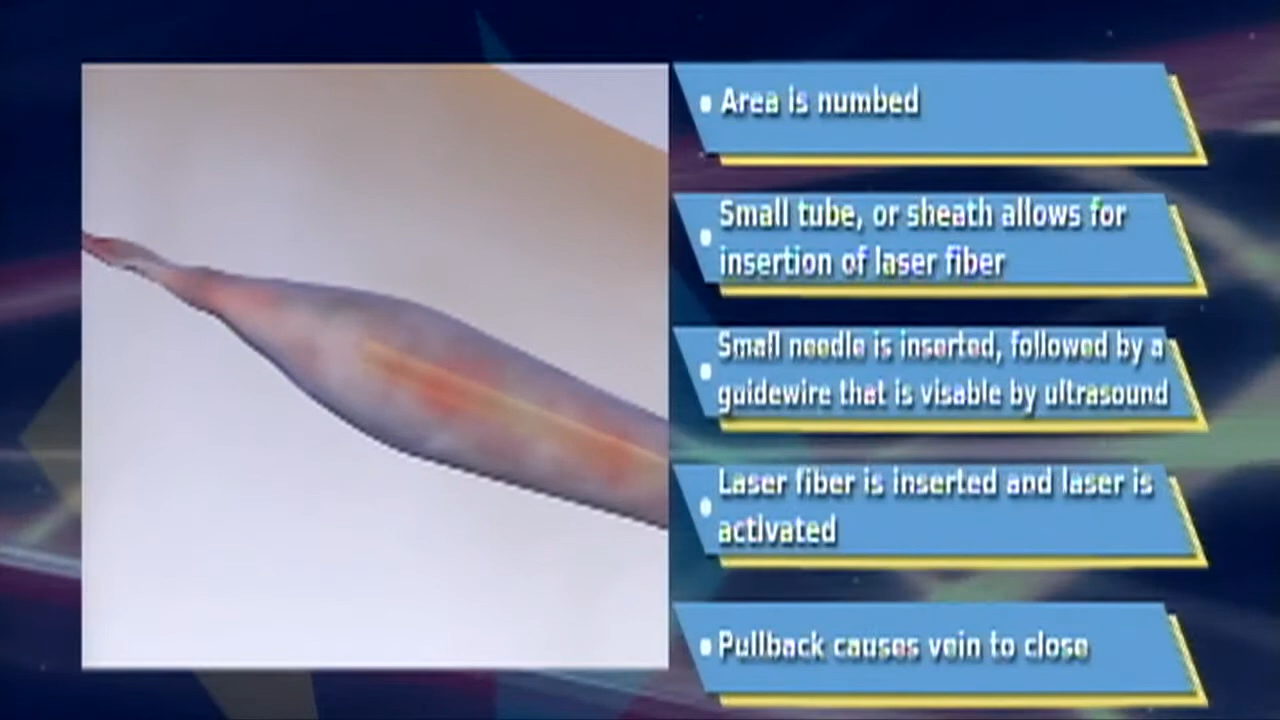 • Area is numbed
• Small tube, or sheath allows for
insertion of laser fiber
• Small needle is inserted, followed by a
guidewire that is visable by ultrasound
• Laser fiber is inserted and laser is
activated
• Pullback causes vein to close